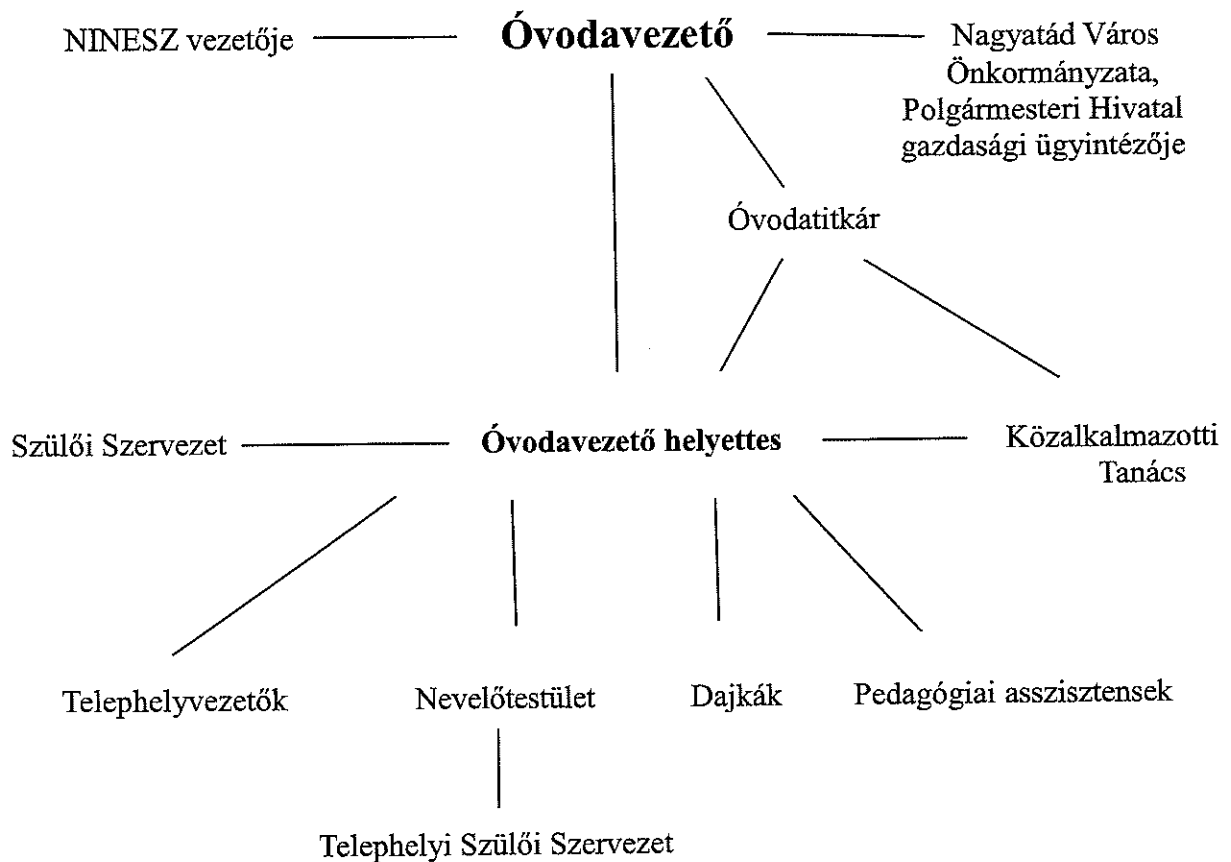 NINESZ vezetője
Óvodavezető
Nagyatád Város
Önkormányzata,
Polgármesteri Hivatal
gazdasági ügyintézője
Óvodatitkár
Szülői Szervezet
Óvodavezető helyettes
Közalkalmazotti
Tanács
Telephelyvezetők
Nevelőtestület
Dajkák
Pedagógiai asszisztensek
Telephelyi Szülői Szervezet